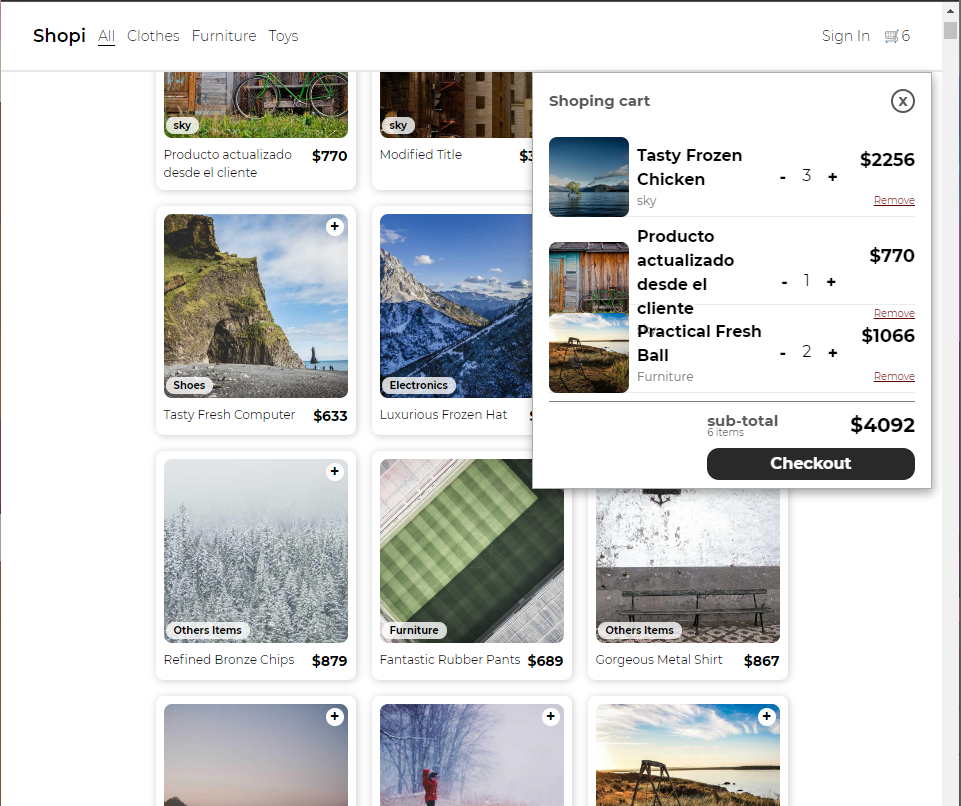 Shopi All Clothes Furniture Toys Sign In 6
sky
Producto actualizado
desde el cliente
$770
sky
Modified Title
Shoping cart
x
Tasty Frozen
Chicken
sky
- 3 +
$2256
Remove
Producto
actualizado
desde el
cliente
- 1 +
$770
Remove
Practical Fresh
Ball
Furniture
- 2 +
$1066
Remove
sub-total
6 items
$4092
Checkout
+
Shoes
Tasty Fresh Computer $633
Electronics
Luxurious Frozen Hat
+
Others Items
Refined Bronze Chips $879
Furniture
Fantastic Rubber Pants $689
Others Items
Gorgeous Metal Shirt $867
+
+
+